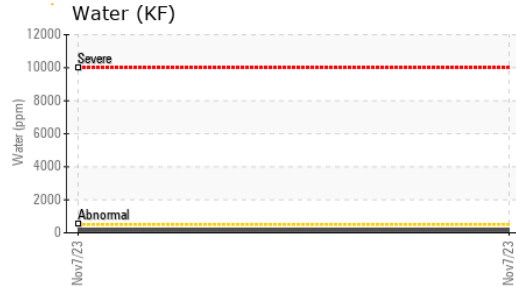 Water (KF)
12000
Severe
10000
8000
6000
Water (ppm)
4000
2000
Abnormal
0
Nov7/23
Nov7/23